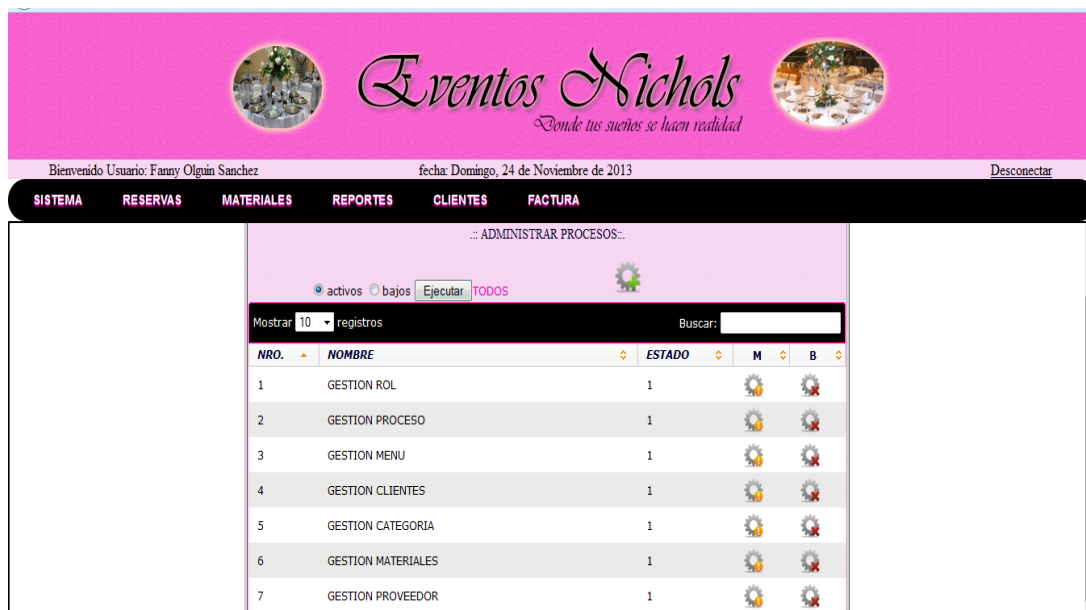 Eventos Nichols
Donde tus sueños se haen realidad
Bienvenido Usuario: Fanny Olguin Sanchez fecha: Domingo, 24 de Noviembre de 2013 Desconectar
SISTEMA RESERVAS MATERIALES REPORTES CLIENTES FACTURA
.:: ADMINISTRAR PROCESOS::.
activos bajos Ejecutar TODOS
Mostrar 10 registros Buscar:
NRO. NOMBRE ESTADO M B
1 GESTION ROL 1
2 GESTION PROCESO 1
3 GESTION MENU 1
4 GESTION CLIENTES 1
5 GESTION CATEGORIA 1
6 GESTION MATERIALES 1
7 GESTION PROVEEDOR 1